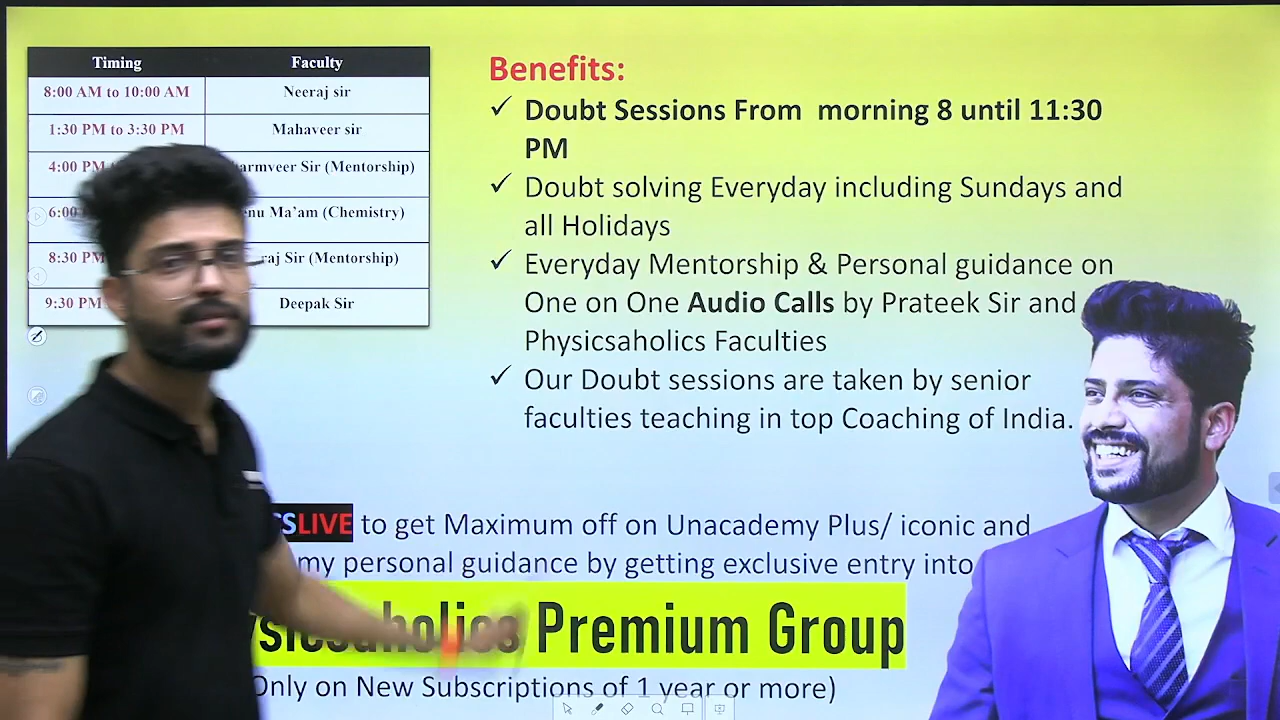 Timing Faculty
8:00 AM to 10:00 AM Neeraj sir
1:30 PM to 3:30 PM Mahaveer sir
4:00 PM Sir (Mentorship)
6:00 Ma'am (Chemistry)
8:30 PM Sir (Mentorship)
9:30 PM Deepak Sir
Benefits:
✓ Doubt Sessions From morning 8 until 11:30
PM
✓ Doubt solving Everyday including Sundays and
all Holidays
✓ Everyday Mentorship & Personal guidance on
One on One Audio Calls by Prateek Sir and
Physicsaholics Faculties
✓ Our Doubt sessions are taken by senior
faculties teaching in top Coaching of India.
LIVE to get Maximum off on Unacademy Plus/ iconic and
my personal guidance by getting exclusive entry into
Premium Group
Only on New Subscriptions of 1 year or more)